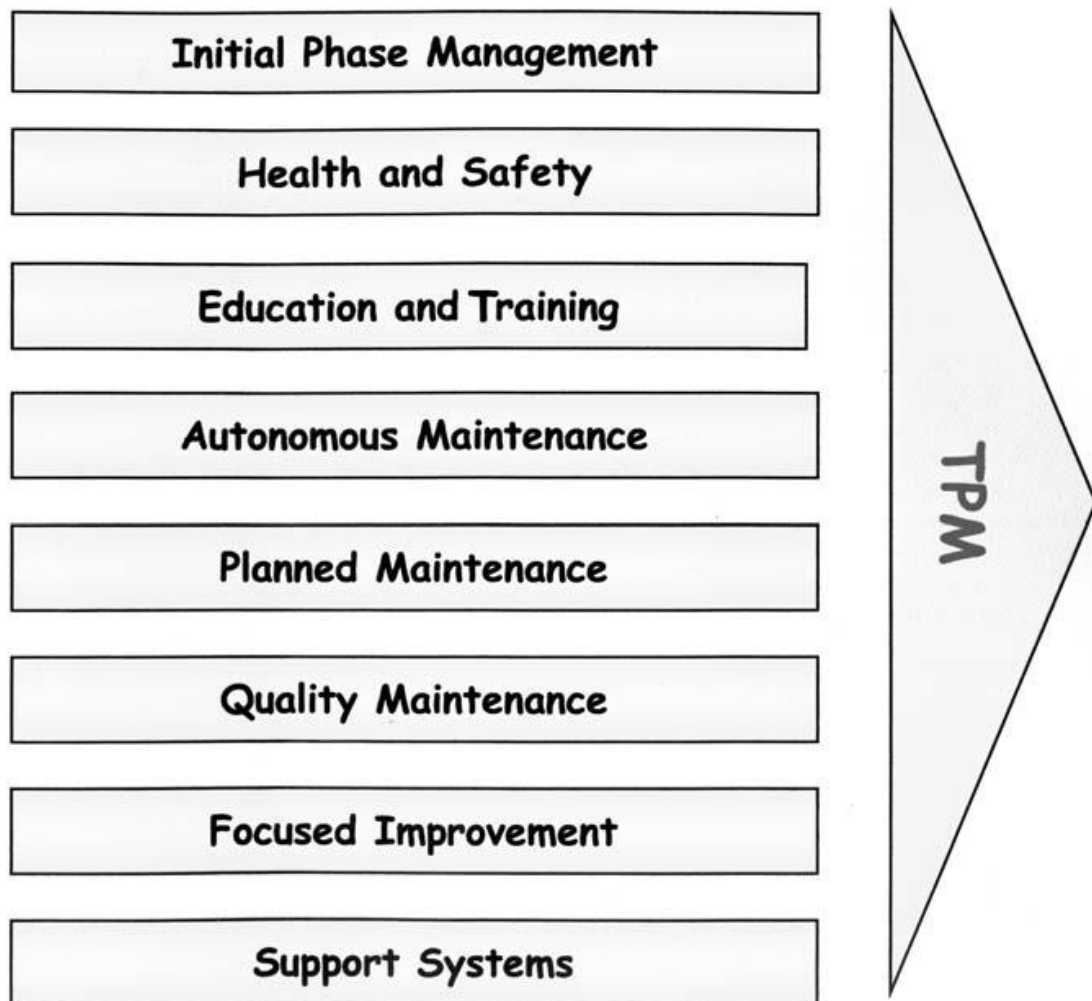 Initial Phase Management
Health and Safety
Education and Training
Autonomous Maintenance
Planned Maintenance
Quality Maintenance
Focused Improvement
Support Systems
TPM